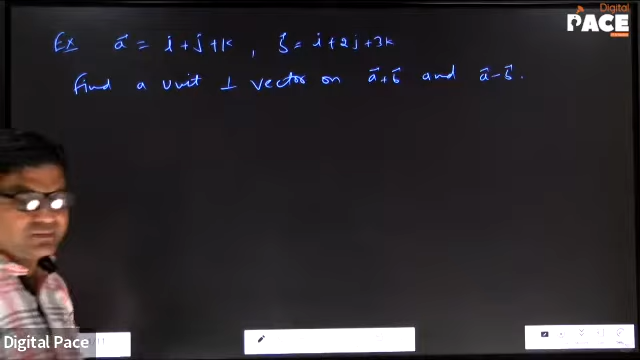 Digital
PACE
Ex a⃗ = i + j + k , b⃗ = i + 2j + 3k
Find a unit ⊥ vector on a⃗+b⃗ and a⃗-b⃗.
Digital Pace